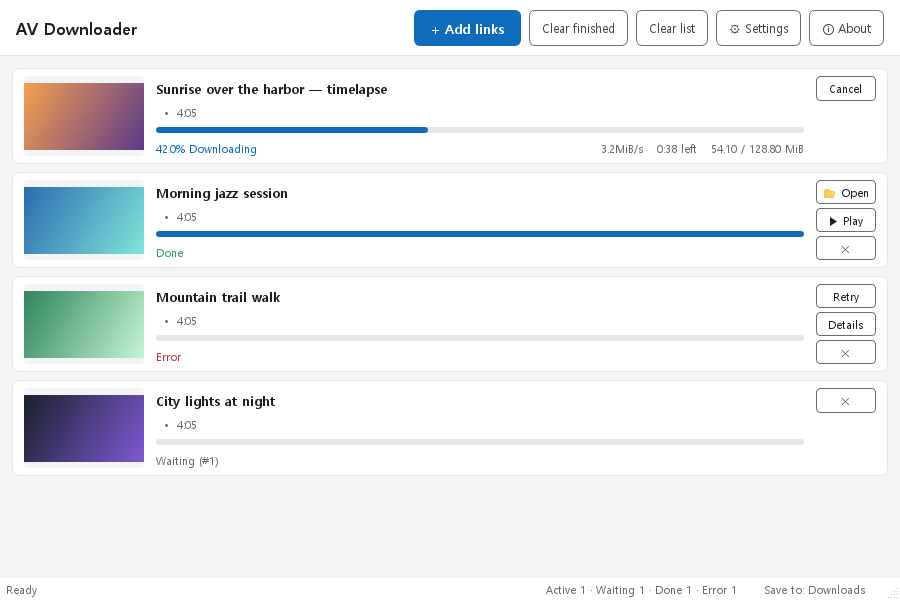 AV Downloader
+ Add links
Clear finished
Clear list
⚙ Settings
ⓘ About
Sunrise over the harbor — timelapse
• 4:05
42.0% Downloading
3.2MiB/s 0:38 left 54.10 / 128.80 MiB
Cancel
Morning jazz session
• 4:05
Done
📂 Open
▶ Play
×
Mountain trail walk
• 4:05
Error
Retry
Details
×
City lights at night
• 4:05
Waiting (#1)
×
Ready
Active 1 · Waiting 1 · Done 1 · Error 1
Save to: Downloads